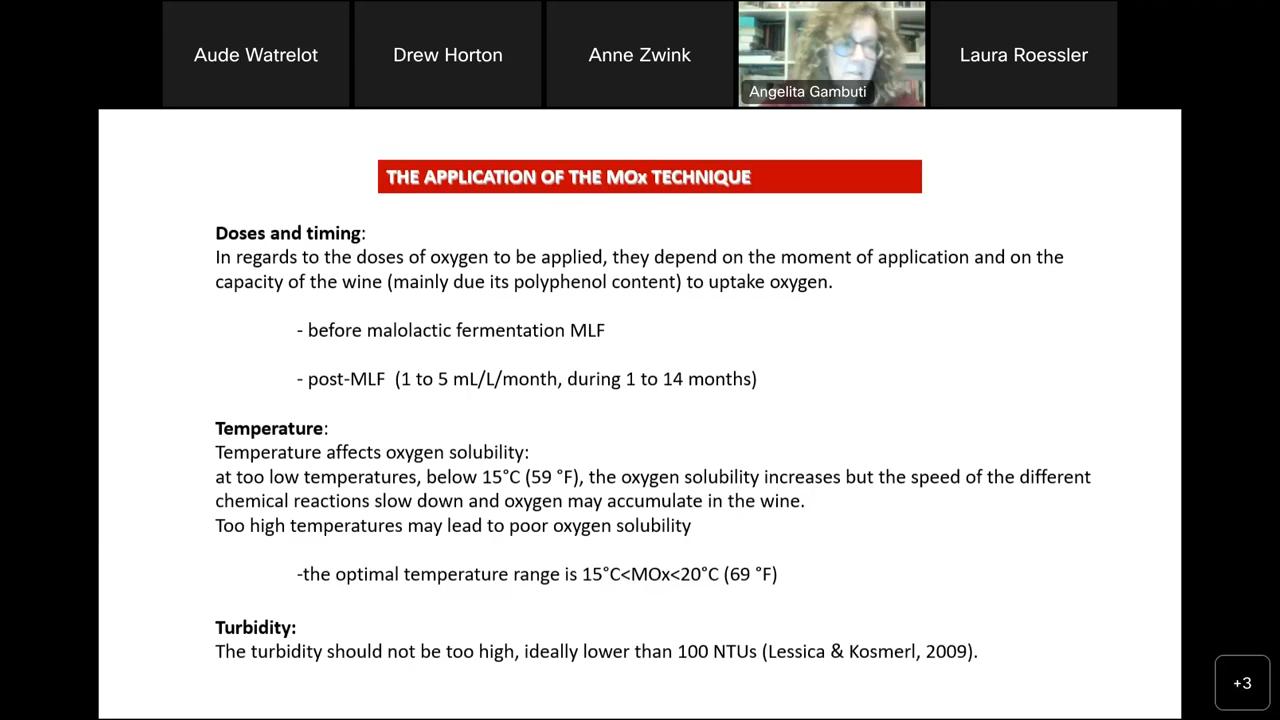 Aude Watrelot
Drew Horton
Anne Zwink
Angelita Gambuti
Laura Roessler
THE APPLICATION OF THE MOx TECHNIQUE
Doses and timing:
In regards to the doses of oxygen to be applied, they depend on the moment of application and on the
capacity of the wine (mainly due its polyphenol content) to uptake oxygen.
- before malolactic fermentation MLF
- post-MLF (1 to 5 mL/L/month, during 1 to 14 months)
Temperature:
Temperature affects oxygen solubility:
at too low temperatures, below 15°C (59 °F), the oxygen solubility increases but the speed of the different
chemical reactions slow down and oxygen may accumulate in the wine.
Too high temperatures may lead to poor oxygen solubility
-the optimal temperature range is 15°C<MOx<20°C (69 °F)
Turbidity:
The turbidity should not be too high, ideally lower than 100 NTUs (Lessica & Kosmerl, 2009).
+3